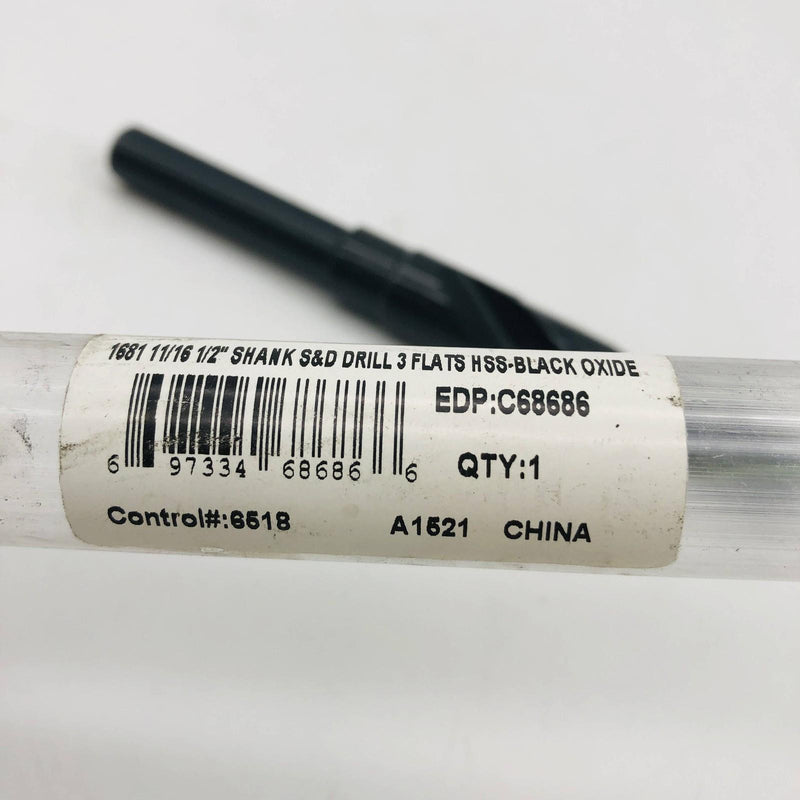 1681 11/16 1/2" SHANK S&D DRILL 3 FLATS HSS-BLACK OXIDE
EDP:C68686
6 97334 68686 6
QTY:1
Control#:6518 A1521 CHINA